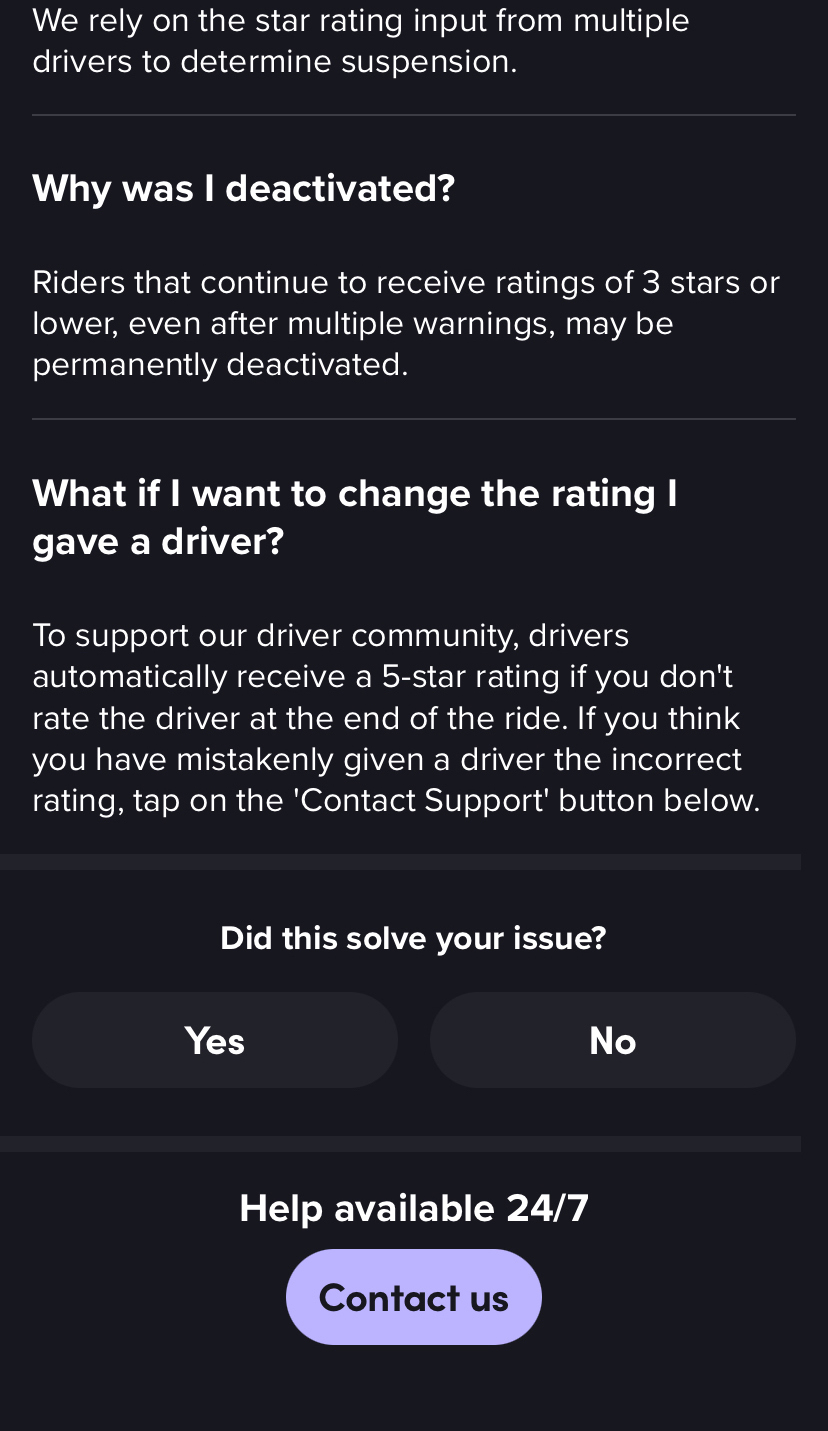 We rely on the star rating input from multiple
drivers to determine suspension.
Why was I deactivated?
Riders that continue to receive ratings of 3 stars or
lower, even after multiple warnings, may be
permanently deactivated.
What if I want to change the rating I
gave a driver?
To support our driver community, drivers
automatically receive a 5-star rating if you don't
rate the driver at the end of the ride. If you think
you have mistakenly given a driver the incorrect
rating, tap on the 'Contact Support' button below.
Did this solve your issue?
Yes
No
Help available 24/7
Contact us